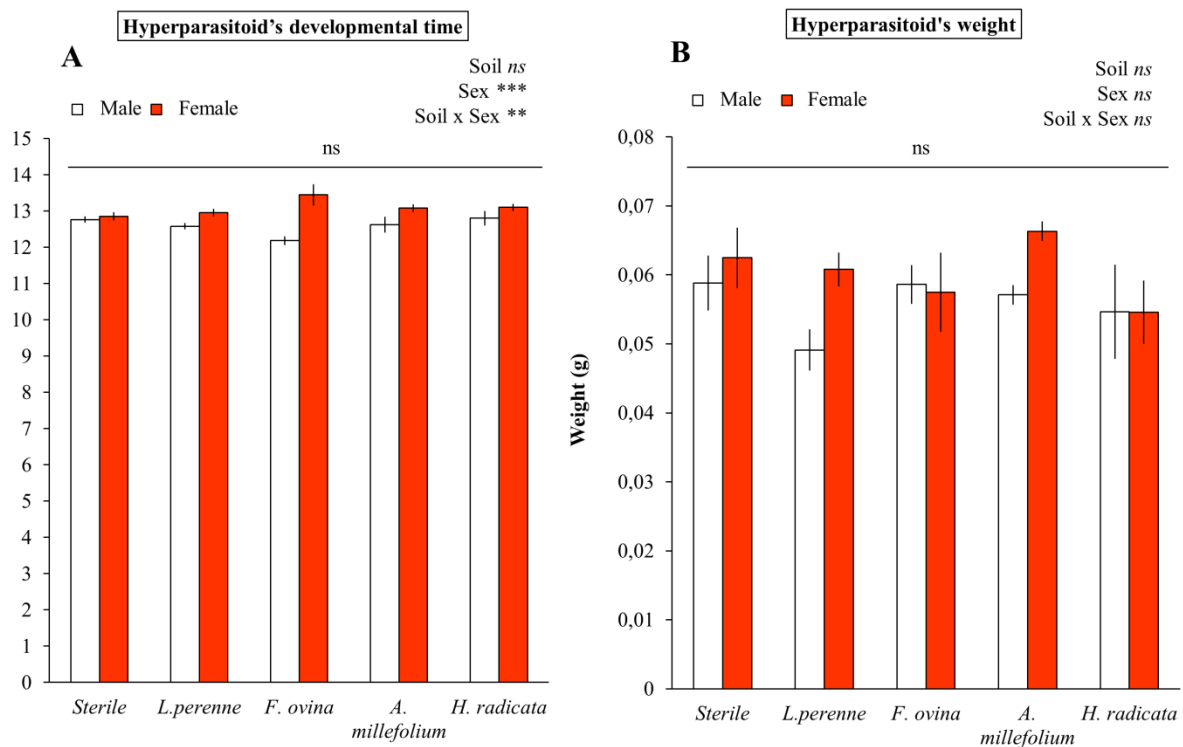 Hyperparasitoid's developmental time
A
Soil ns
Sex ***
Soil x Sex **
Male Female
15
14
13
12
11
10
9
8
7
6
5
4
3
2
1
0
ns
Sterile L.perenne F. ovina A. millefolium H. radicata
Hyperparasitoid's weight
B
Soil ns
Sex ns
Soil x Sex ns
Male Female
Weight (g)
0,08
0,07
0,06
0,05
0,04
0,03
0,02
0,01
0
ns
Sterile L.perenne F. ovina A. millefolium H. radicata